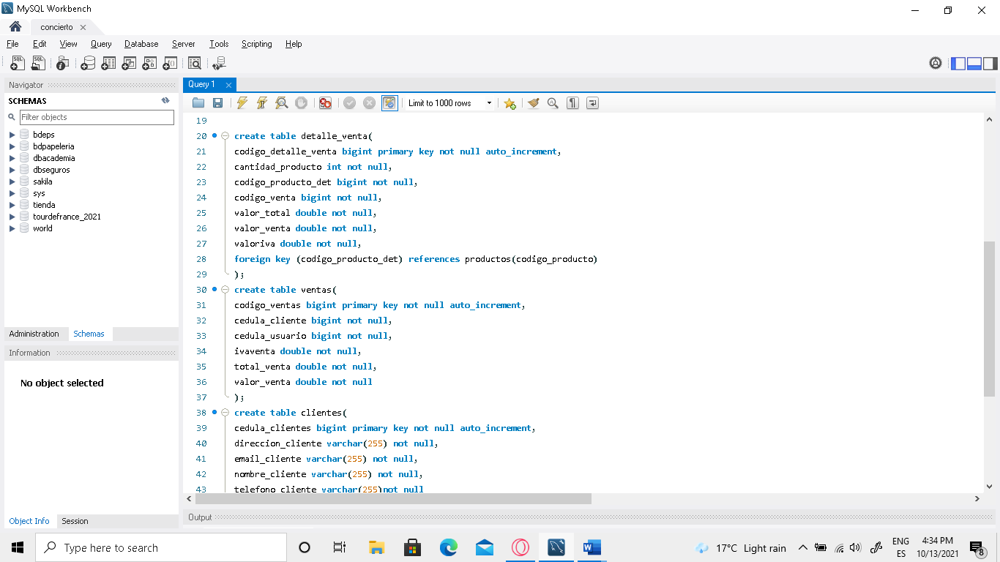 MySQL Workbench
concierto
File Edit View Query Database Server Tools Scripting Help
Navigator
SCHEMAS
Filter objects
bdeps
bdpapeleria
dbacademia
dbseguros
sakila
sys
tienda
tourdefrance_2021
world
Administration Schemas
Information
No object selected
Object Info Session
Query 1
Limit to 1000 rows
19
20 create table detalle_venta(
21 codigo_detalle_venta bigint primary key not null auto_increment,
22 cantidad_producto int not null,
23 codigo_producto_det bigint not null,
24 codigo_venta bigint not null,
25 valor_total double not null,
26 valor_venta double not null,
27 valoriva double not null,
28 foreign key (codigo_producto_det) references productos(codigo_producto)
29 );
30 create table ventas(
31 codigo_ventas bigint primary key not null auto_increment,
32 cedula_cliente bigint not null,
33 cedula_usuario bigint not null,
34 ivaventa double not null,
35 total_venta double not null,
36 valor_venta double not null
37 );
38 create table clientes(
39 cedula_clientes bigint primary key not null auto_increment,
40 direccion_cliente varchar(255) not null,
41 email_cliente varchar(255) not null,
42 nombre_cliente varchar(255) not null,
43 telefono_cliente varchar(255)not null
Output
Type here to search
17°C Light rain
ENG
ES
4:34 PM
10/13/2021
8